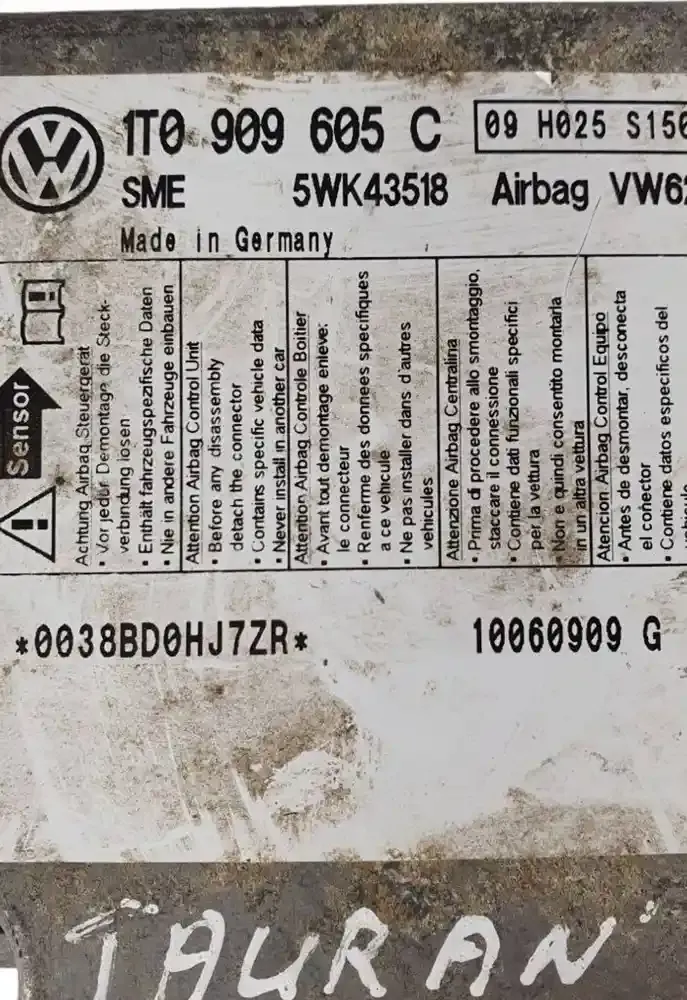 1T0 909 605 C
09 H025 S150
SME
5WK43518
Airbag VW6
Made in Germany
Sensor
Achtung Airbag Steuergerät
• Vor jeder Demontage die Steck-
verbindung lösen
• Enthält fahrzeugspezifische Daten
• Nie in andere Fahrzeuge einbauen
Attention Airbag Control Unit
• Before any disassembly
detach the connector
• Contains specific vehicle data
• Never install in another car
Attention Airbag Controle Boitier
• Avant tout demontage enleve:
le connecteur
• Renferme des donnees specifiques
a ce vehicule
• Ne pas installer dans d'autres
vehicules
Attenzione Airbag Centralina
• Prima di procedere allo smontaggio,
staccare il connessione
• Contiene dati funzionali specifici
per la vettura
• Non e quindi consentito montarla
in un altra vettura
Atencion Airbag Control Equipo
• Antes de desmontar, desconecta
el coñector
• Contiene datos especificos del
*0038BD0HJ7ZR*
10060909 G
TAURAN